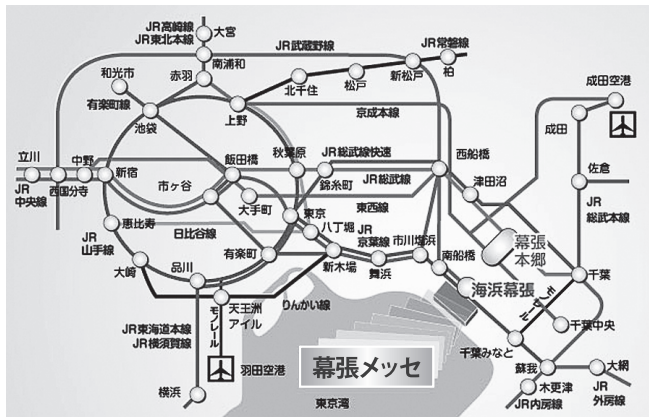 JR高崎線
JR東北本線
大宮
JR武蔵野線
JR常磐線
南浦和
新松戸
柏
和光市
赤羽
北千住
松戸
有楽町線
池袋
上野
京成本線
成田空港
成田
立川
中野
飯田橋
秋葉原
JR総武線快速
西船橋
西国分寺
新宿
市ヶ谷
錦糸町
JR総武線
津田沼
佐倉
JR
中央線
大手町
東西線
東京
JR
総武本線
恵比寿
日比谷線
八丁堀
JR
京葉線
市川塩浜
幕張
本郷
JR
山手線
有楽町
新木場
舞浜
南船橋
大崎
品川
海浜幕張
千葉
モノレール
りんかい線
天王洲
アイル
モノレール
千葉中央
JR東海道本線
JR横須賀線
千葉みなと
羽田空港
幕張メッセ
蘇我
大網
横浜
東京湾
木更津
JR内房線
JR
外房線